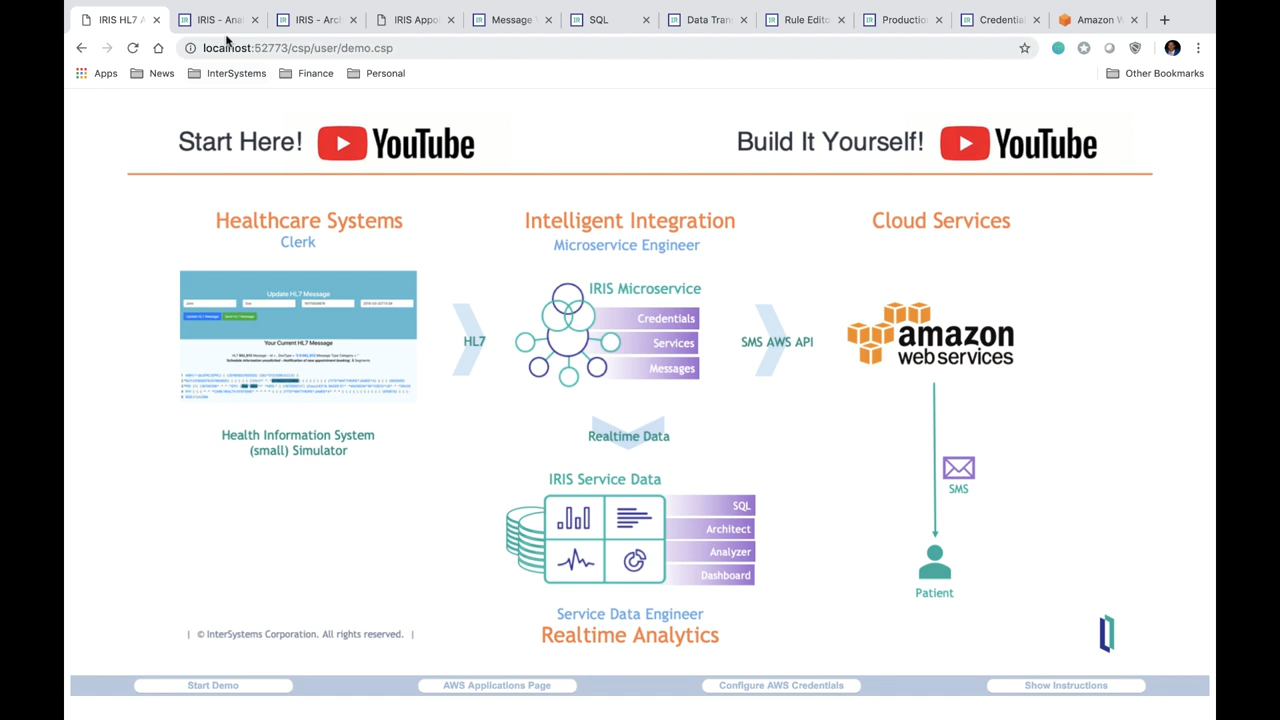 IRIS HL7 A
IRIS - Ana
IRIS - Arc
IRIS Appo
Message
SQL
Data Tran
Rule Edito
Production
Credentia
Amazon W
localhost:52773/csp/user/demo.csp
Apps
News
InterSystems
Finance
Personal
Other Bookmarks
Start Here! YouTube
Build It Yourself! YouTube
Healthcare Systems
Clerk
Intelligent Integration
Microservice Engineer
Cloud Services
Update HL7 Message
Your Current HL7 Message
HL7
IRIS Microservice
Credentials
Services
Messages
SMS AWS API
amazon
web services
Health Information System
(small) Simulator
Realtime Data
IRIS Service Data
SQL
Architect
Analyzer
Dashboard
SMS
Patient
Service Data Engineer
Realtime Analytics
| © InterSystems Corporation. All rights reserved. |
Start Demo
AWS Applications Page
Configure AWS Credentials
Show Instructions